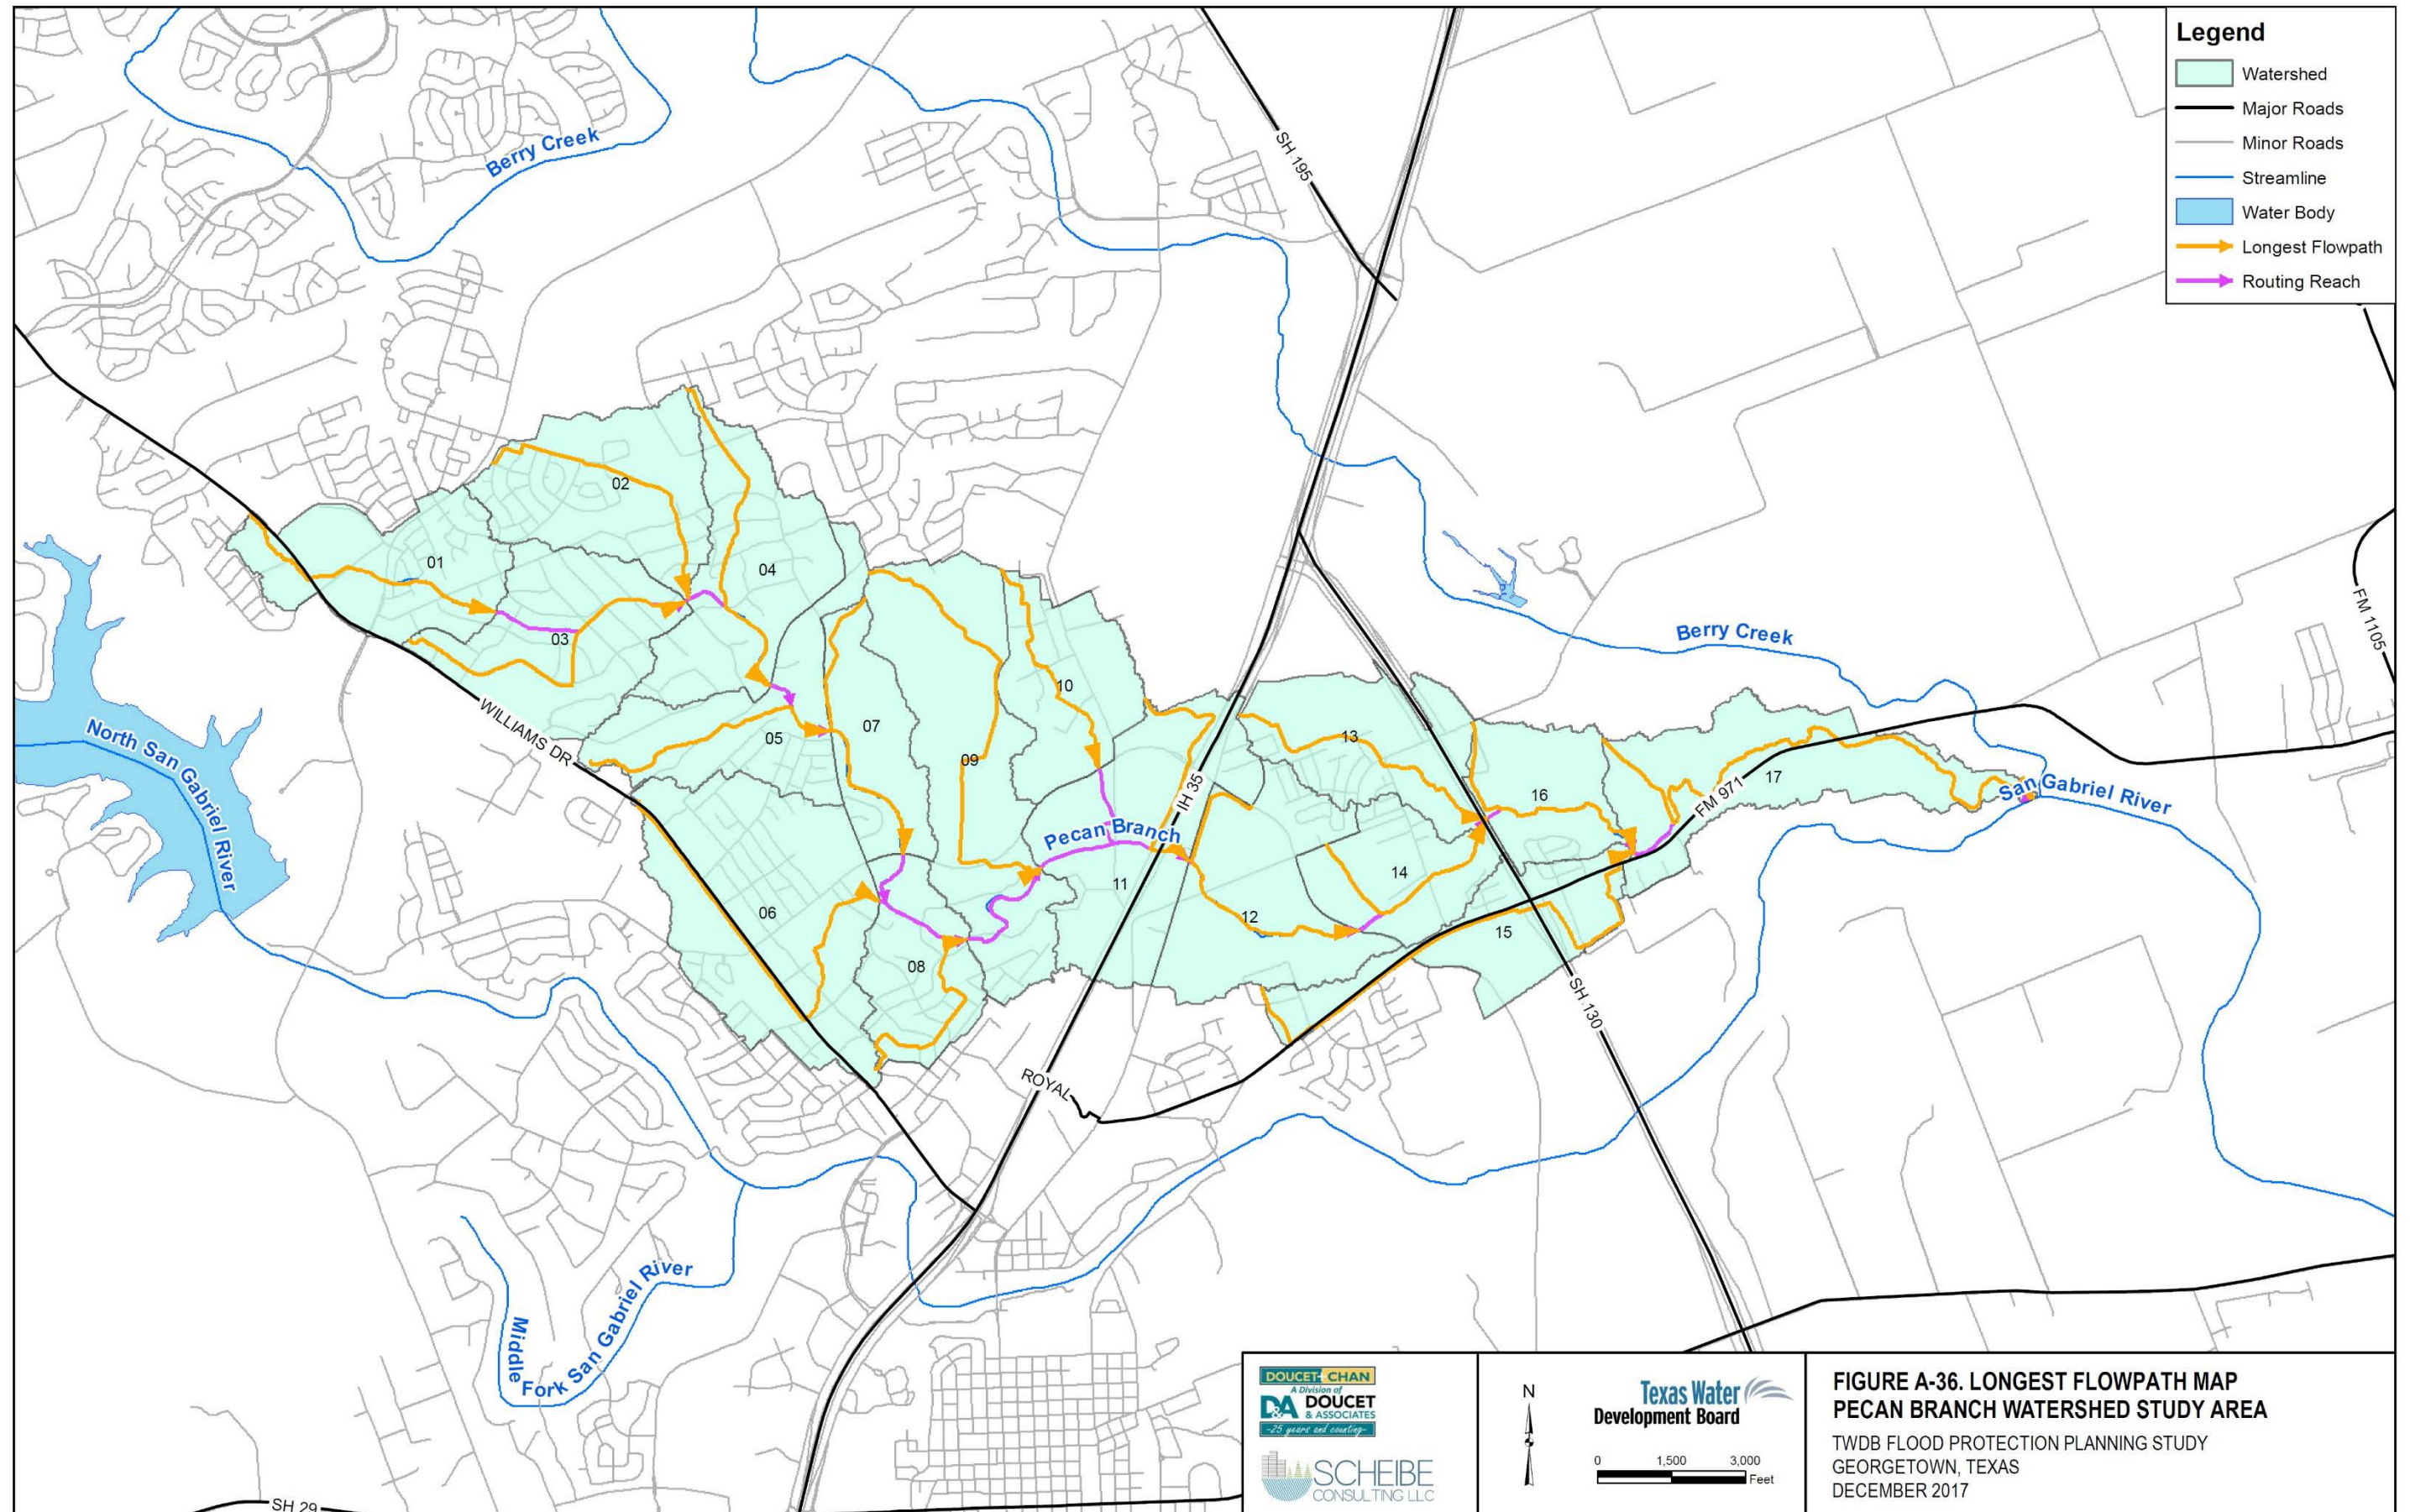 Legend
Watershed
Major Roads
Minor Roads
Streamline
Water Body
Longest Flowpath
Routing Reach
Berry Creek
SH 195
02
01
04
03
FM 1105
Berry Creek
10
WILLIAMS DR
North San Gabriel River
07
05
13
09
IH 35
16
17
FM 971
San Gabriel River
Pecan Branch
11
14
06
12
15
08
SH 130
ROYAL
Middle
Fork San Gabriel River
SH 29
DOUCET+CHAN
A Division of
D&A DOUCET
& ASSOCIATES
-25 years and counting-
SCHEIBE
CONSULTING LLC
N
Texas Water
Development Board
0 1,500 3,000
Feet
FIGURE A-36. LONGEST FLOWPATH MAP
PECAN BRANCH WATERSHED STUDY AREA
TWDB FLOOD PROTECTION PLANNING STUDY
GEORGETOWN, TEXAS
DECEMBER 2017